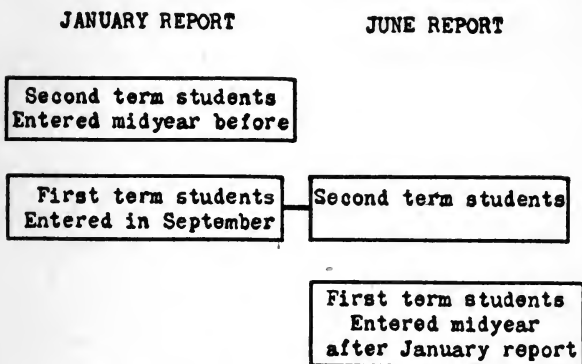 JANUARY REPORT
JUNE REPORT
Second term students
Entered midyear before
First term students
Entered in September
Second term students
First term students
Entered midyear
after January report